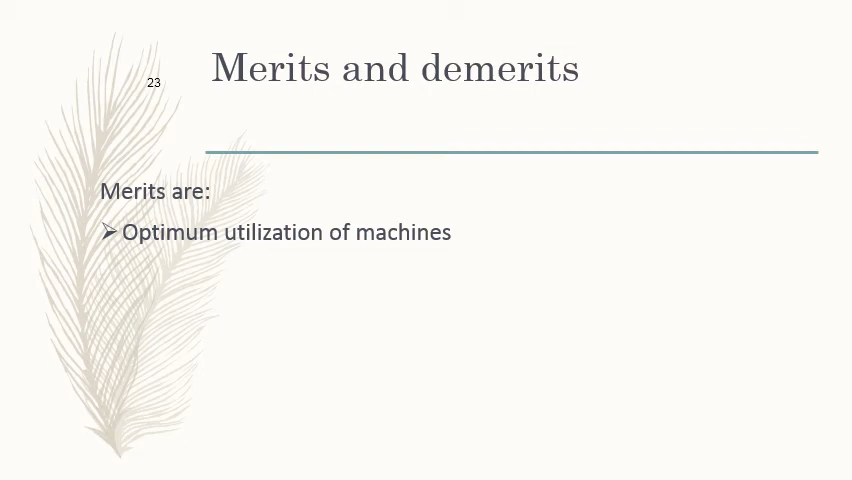 23
Merits and demerits
Merits are:
➢Optimum utilization of machines